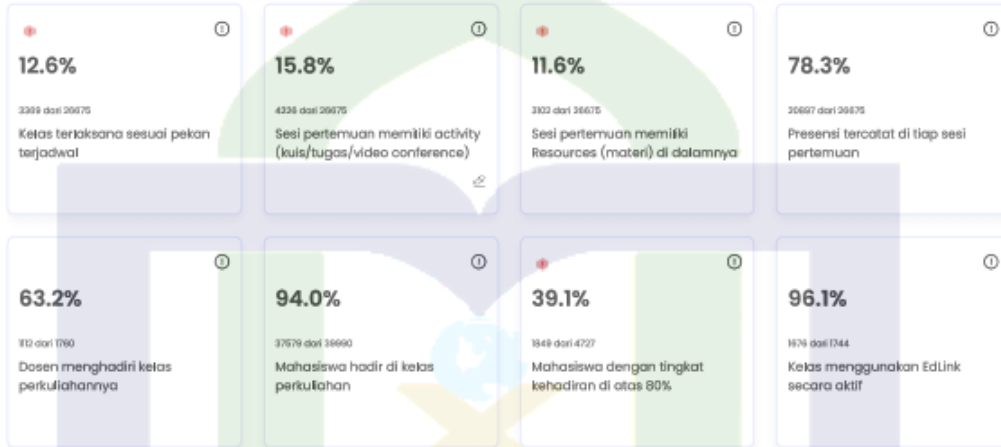 12.6%
3369 dari 26675
Kelas terlaksana sesuai pekan
terjadwal
15.8%
4226 dari 26675
Sesi pertemuan memiliki activity
(kuis/tugas/video conference)
11.6%
3102 dari 26675
Sesi pertemuan memiliki
Resources (materi) di dalamnya
78.3%
20897 dari 26675
Presensi tercatat di tiap sesi
pertemuan
63.2%
1112 dari 1760
Dosen menghadiri kelas
perkuliahannya
94.0%
37579 dari 39990
Mahasiswa hadir di kelas
perkuliahan
39.1%
1849 dari 4727
Mahasiswa dengan tingkat
kehadiran di atas 80%
96.1%
1676 dari 1744
Kelas menggunakan EdLink
secara aktif